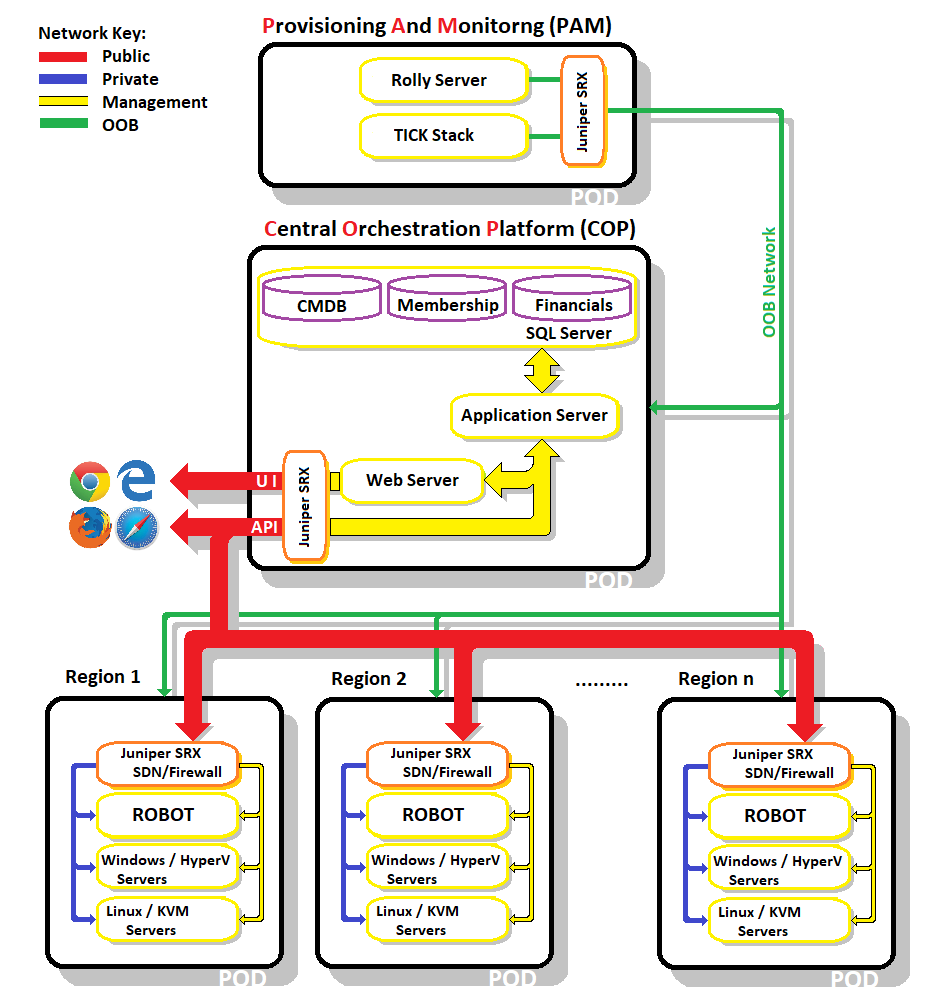 Network Key:
Public
Private
Management
OOB
Provisioning And Monitorng (PAM)
Rolly Server
TICK Stack
Juniper SRX
POD
OOB Network
Central Orchestration Platform (COP)
CMDB
Membership
Financials
SQL Server
Application Server
Web Server
Juniper SRX
UI
API
POD
Region 1
Juniper SRX
SDN/Firewall
ROBOT
Windows / HyperV
Servers
Linux / KVM
Servers
POD
Region 2
Juniper SRX
SDN/Firewall
ROBOT
Windows / HyperV
Servers
Linux / KVM
Servers
POD
.........
Region n
Juniper SRX
SDN/Firewall
ROBOT
Windows / HyperV
Servers
Linux / KVM
Servers
POD